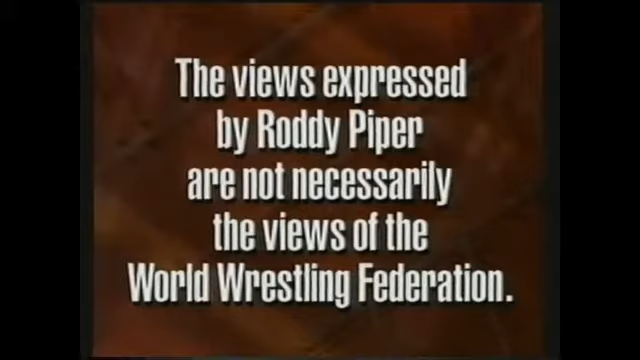 The views expressed
by Roddy Piper
are not necessarily
the views of the
World Wrestling Federation.